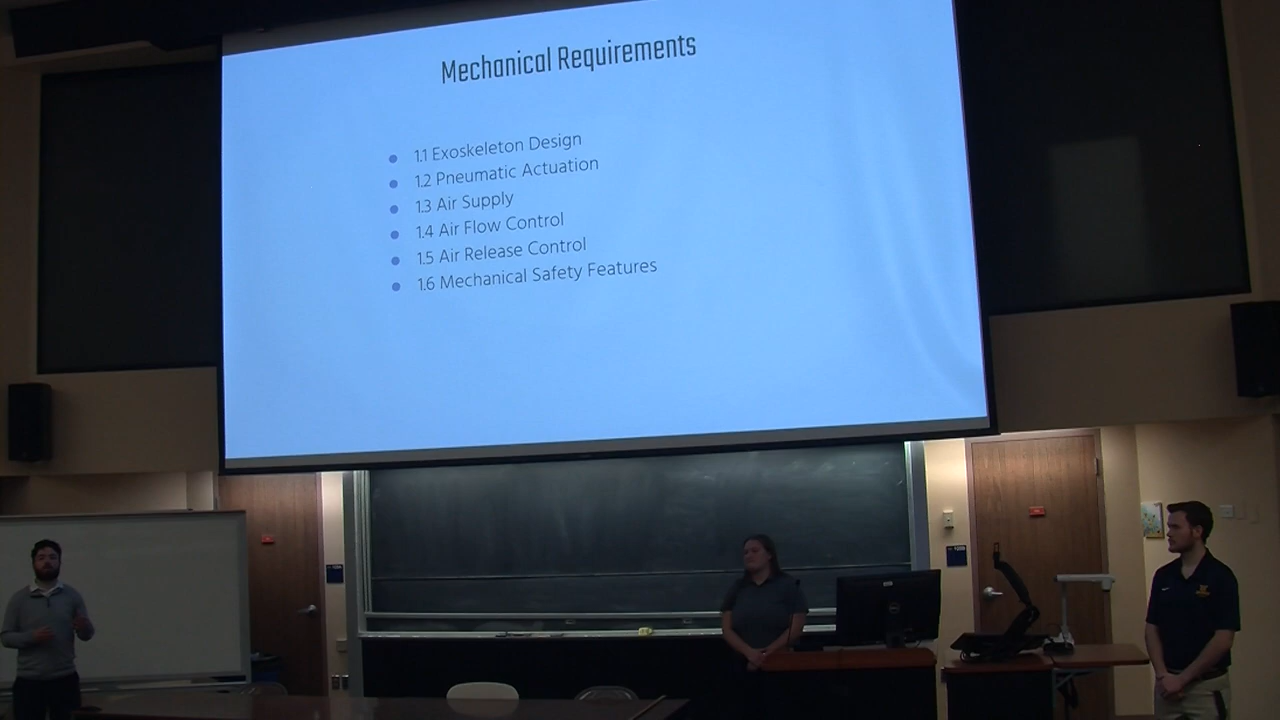 Mechanical Requirements
1.1 Exoskeleton Design
1.2 Pneumatic Actuation
1.3 Air Supply
1.4 Air Flow Control
1.5 Air Release Control
1.6 Mechanical Safety Features
DELL